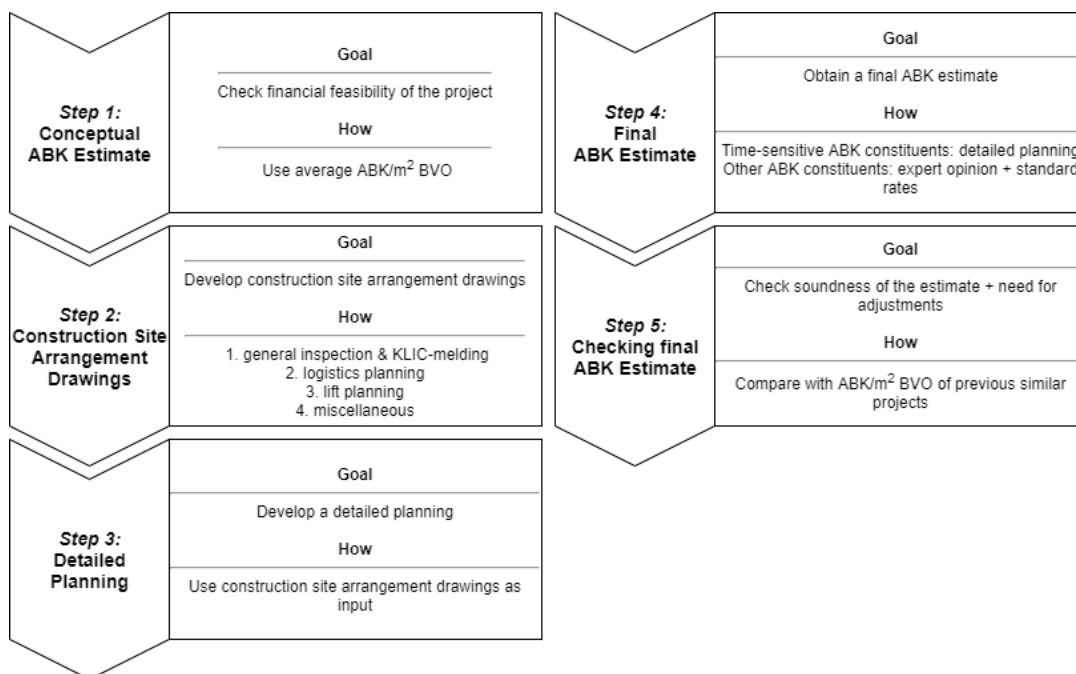 Step 1:
Conceptual
ABK Estimate
Goal
Check financial feasibility of the project
How
Use average ABK/m² BVO
Step 2:
Construction Site
Arrangement
Drawings
Goal
Develop construction site arrangement drawings
How
1. general inspection & KLIC-melding
2. logistics planning
3. lift planning
4. miscellaneous
Step 3:
Detailed
Planning
Goal
Develop a detailed planning
How
Use construction site arrangement drawings as
input
Step 4:
Final
ABK Estimate
Goal
Obtain a final ABK estimate
How
Time-sensitive ABK constituents: detailed planning
Other ABK constituents: expert opinion + standard
rates
Step 5:
Checking final
ABK Estimate
Goal
Check soundness of the estimate + need for
adjustments
How
Compare with ABK/m² BVO of previous similar
projects